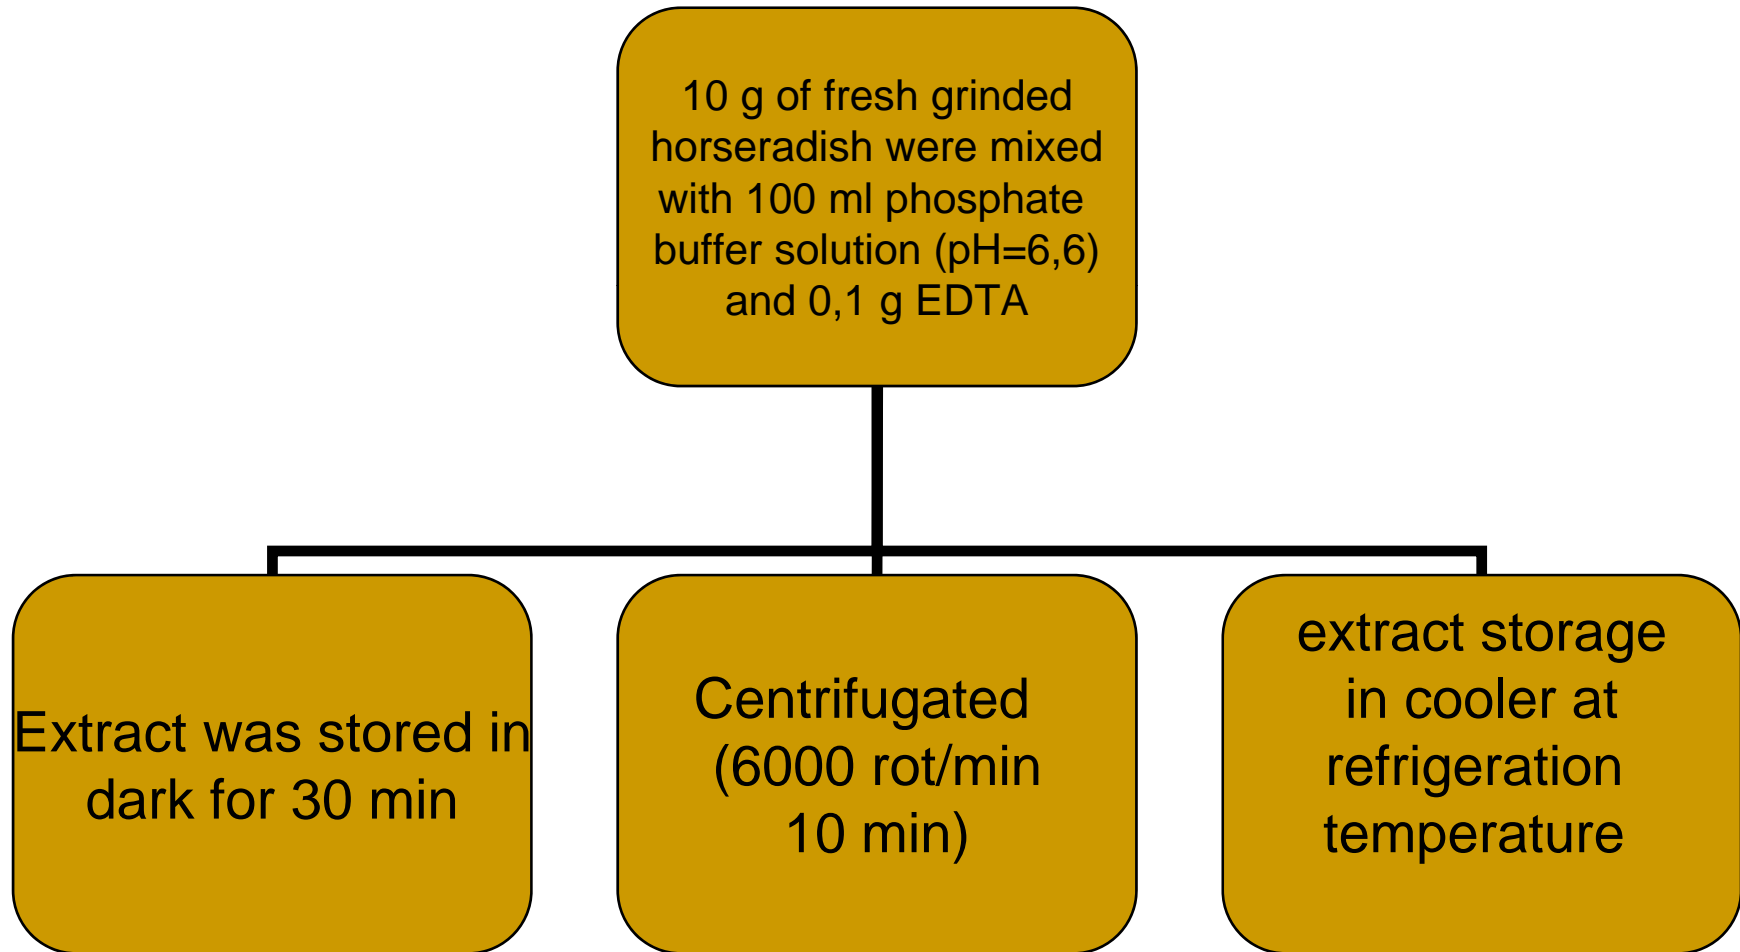 10 g of fresh grinded
horseradish were mixed
with 100 ml phosphate
buffer solution (pH=6,6)
and 0,1 g EDTA
Extract was stored in
dark for 30 min
Centrifugated
(6000 rot/min
10 min)
extract storage
in cooler at
refrigeration
temperature